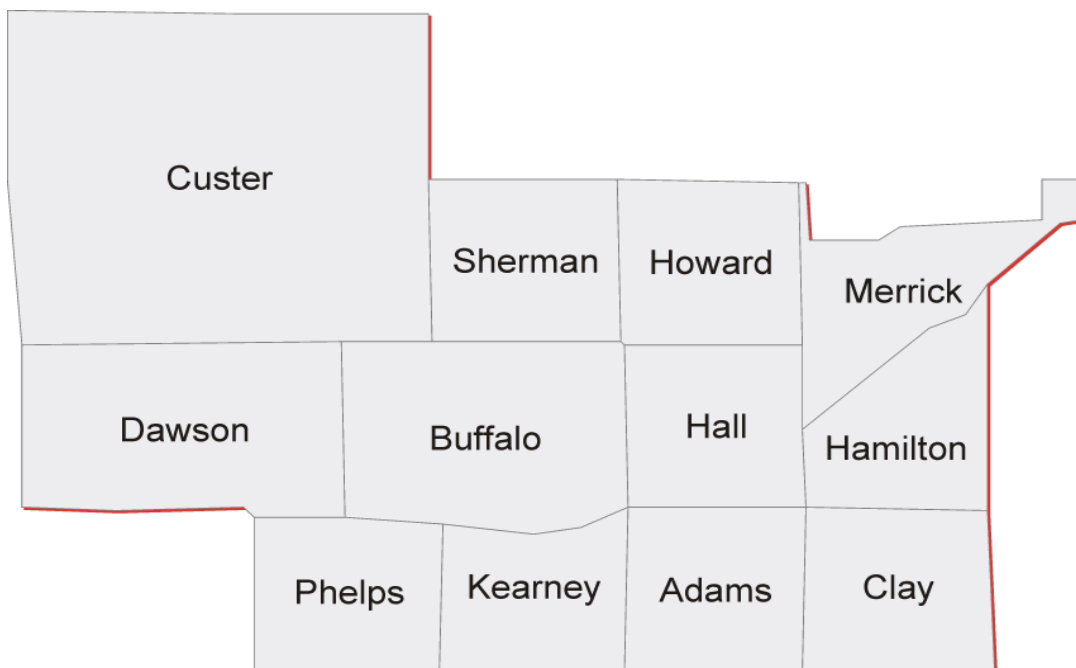 Custer
Sherman
Howard
Merrick
Dawson
Buffalo
Hall
Hamilton
Phelps
Kearney
Adams
Clay